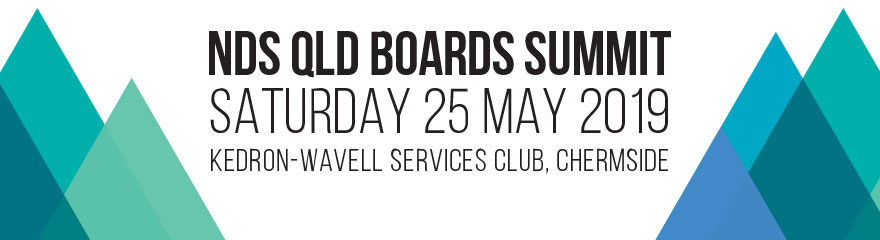 NDS QLD BOARDS SUMMIT
SATURDAY 25 MAY 2019
KEDRON-WAVELL SERVICES CLUB, CHERMSIDE